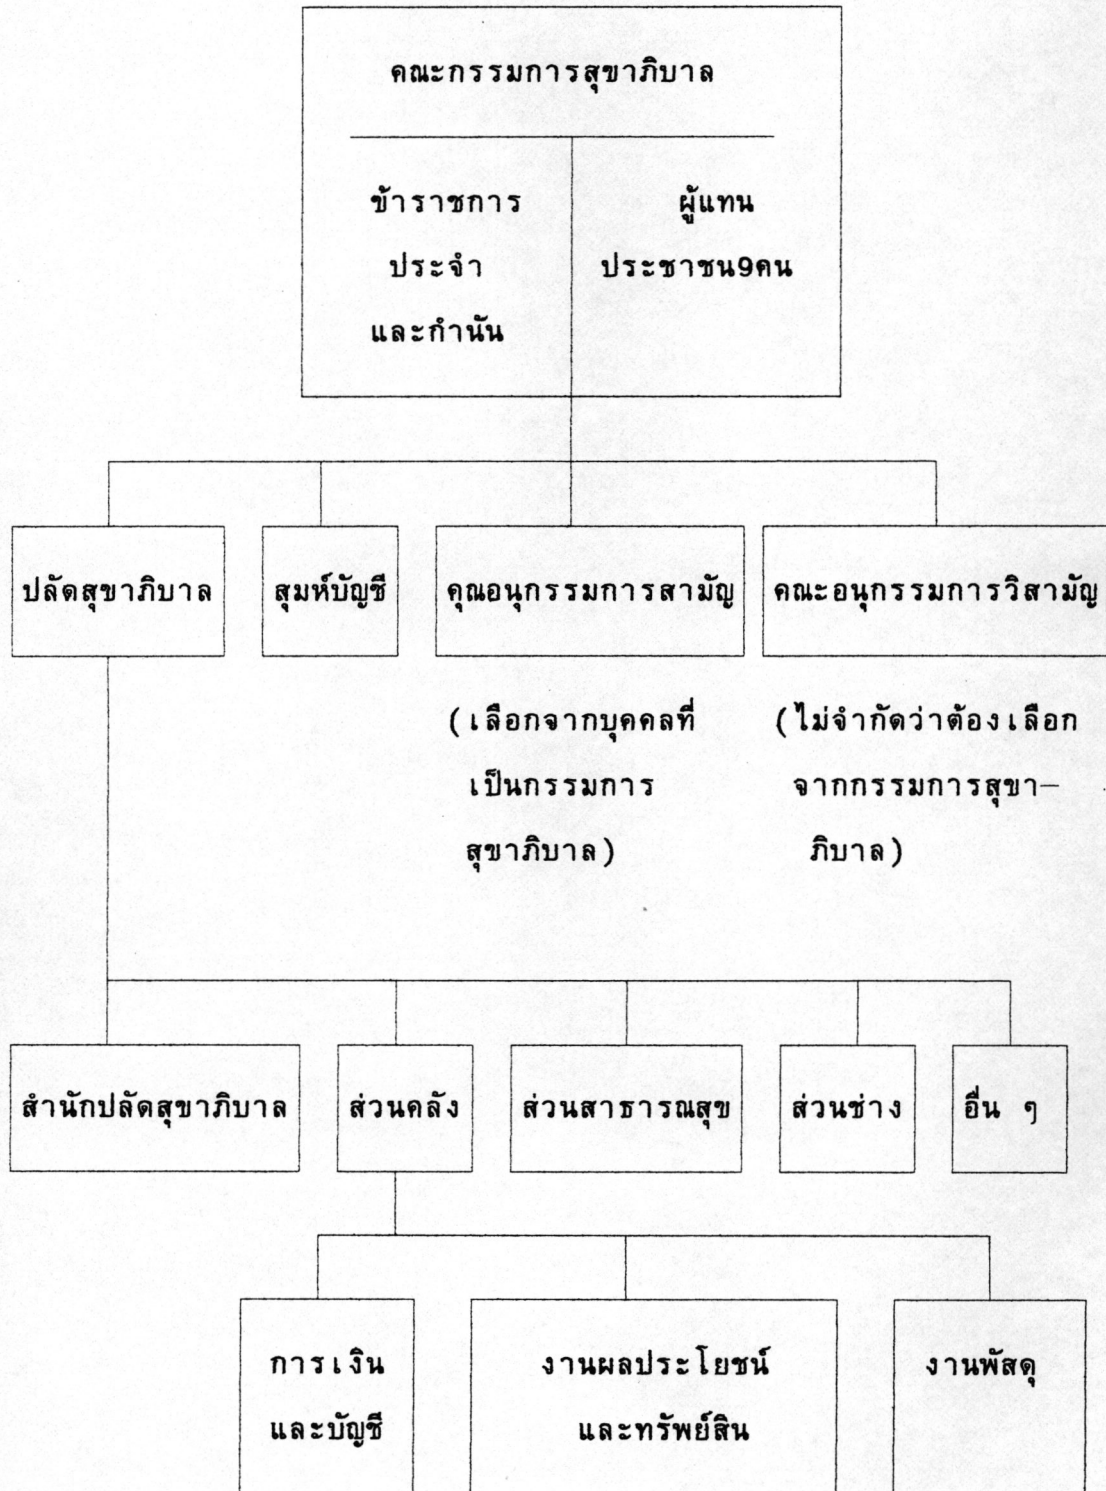 คณะกรรมการสุขาภิบาล
ข้าราชการ
ประจำ
และกำนัน
ผู้แทน
ประชาชน9คน
ปลัดสุขาภิบาล
สุมห์บัญชี
คุณอนุกรรมการสามัญ
คณะอนุกรรมการวิสามัญ
(เลือกจากบุคคลที่
เป็นกรรมการ
สุขาภิบาล)
(ไม่จำกัดว่าต้องเลือก
จากกรรมการสุขา-
ภิบาล)
สำนักปลัดสุขาภิบาล
ส่วนคลัง
ส่วนสาธารณสุข
ส่วนช่าง
อื่น ๆ
การเงิน
และบัญชี
งานผลประโยชน์
และทรัพย์สิน
งานพัสดุ